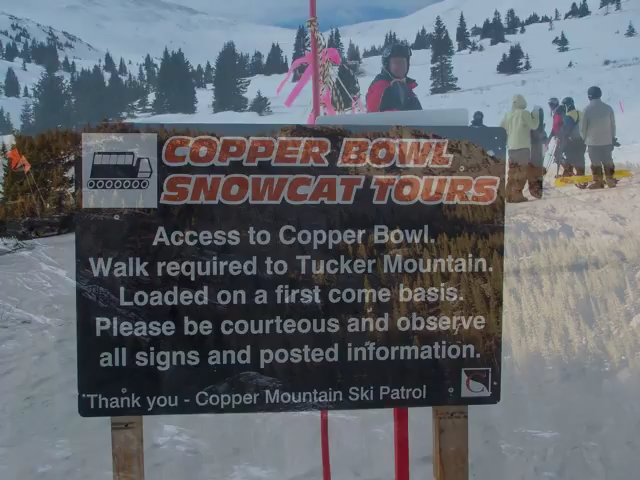 COPPER BOWL
SNOWCAT TOURS
Access to Copper Bowl.
Walk required to Tucker Mountain.
Loaded on a first come basis.
Please be courteous and observe
all signs and posted information.
Thank you - Copper Mountain Ski Patrol